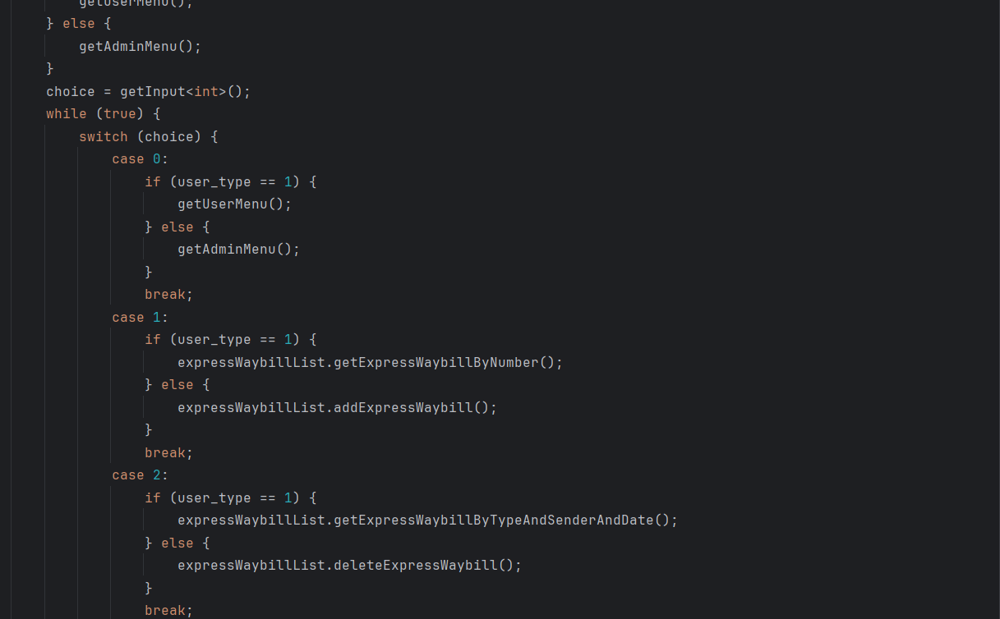 getUserMenu();
} else {
    getAdminMenu();
}
choice = getInput<int>();
while (true) {
    switch (choice) {
        case 0:
            if (user_type == 1) {
                getUserMenu();
            } else {
                getAdminMenu();
            }
            break;
        case 1:
            if (user_type == 1) {
                expressWaybillList.getExpressWaybillByNumber();
            } else {
                expressWaybillList.addExpressWaybill();
            }
            break;
        case 2:
            if (user_type == 1) {
                expressWaybillList.getExpressWaybillByTypeAndSenderAndDate();
            } else {
                expressWaybillList.deleteExpressWaybill();
            }
            break;